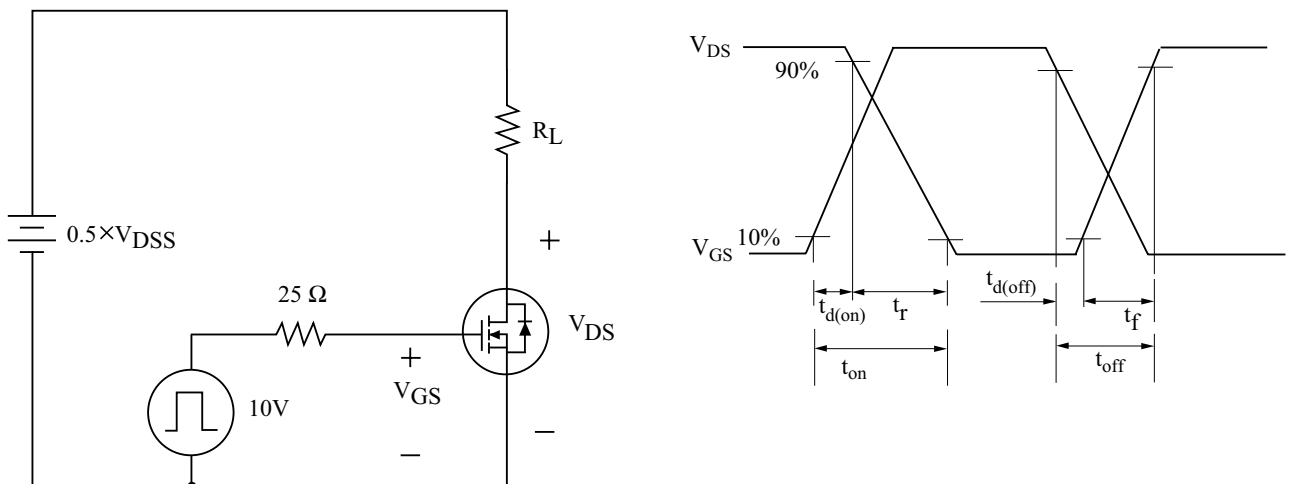 R_L
0.5×V_DSS
25 Ω
V_DS
V_GS
10V
V_DS
90%
V_GS
10%
t_d(on)
t_r
t_d(off)
t_f
t_on
t_off